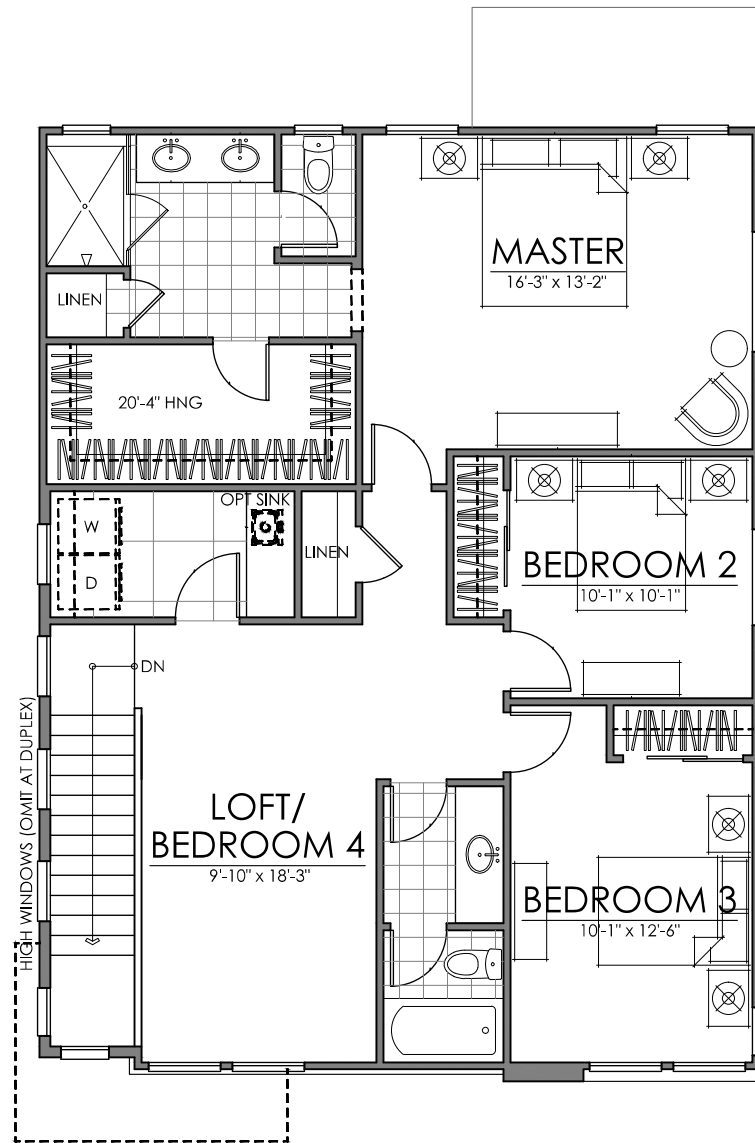 MASTER
16'-3" x 13'-2"
LINEN
20'-4" HNG
OPT SINK
W
D
LINEN
BEDROOM 2
10'-1" x 10'-1"
DN
HIGH WINDOWS (OMIT AT DUPLEX)
LOFT/
BEDROOM 4
9'-10" x 18'-3"
BEDROOM 3
10'-1" x 12'-6"